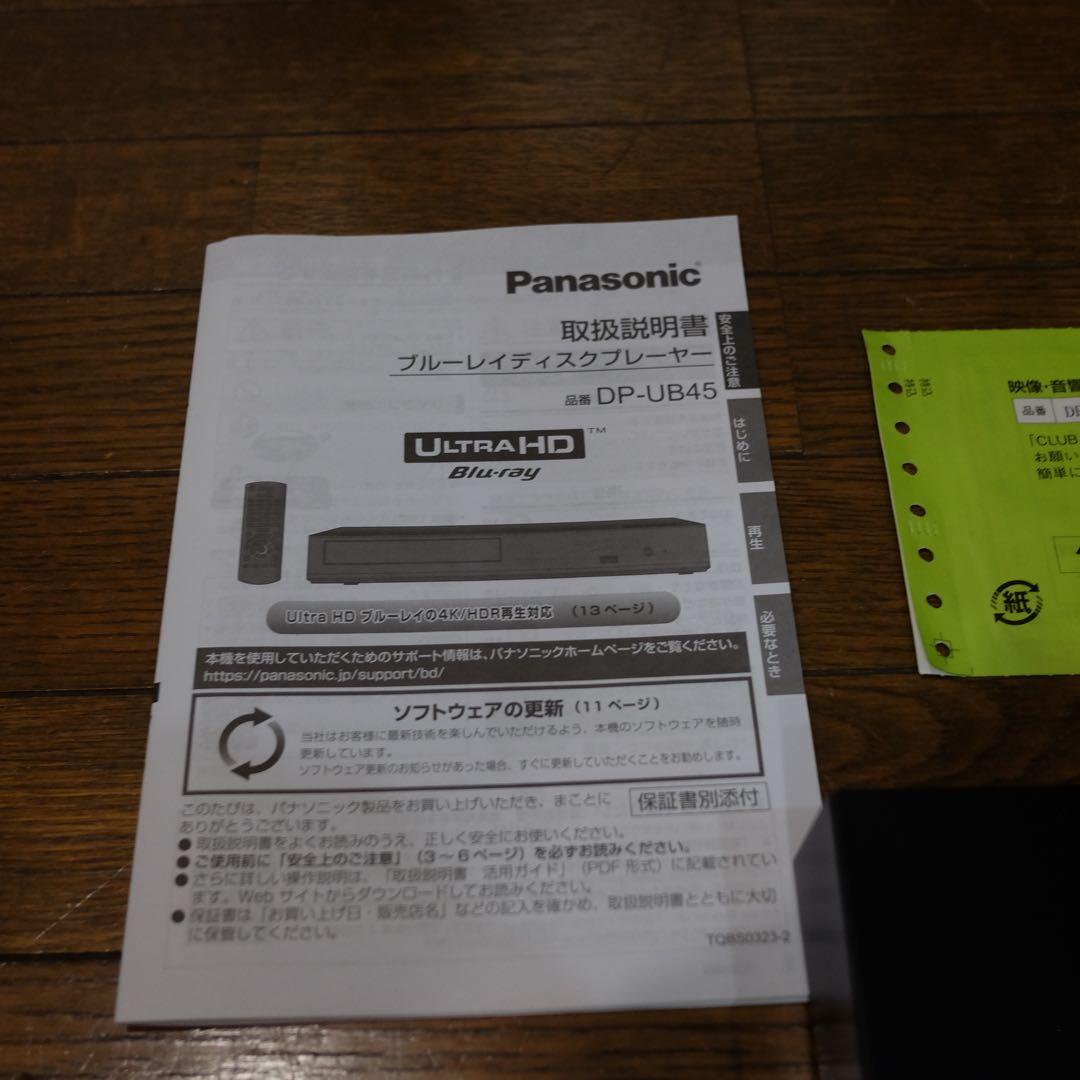 Panasonic
取扱説明書
ブルーレイディスクプレーヤー
品番 DP-UB45
ULTRA HD™
Blu-ray
安全上のご注意
はじめに
再生
必要なとき
Ultra HD ブルーレイの4K/HDR再生対応 (13ページ)
本機を使用していただくためのサポート情報は、パナソニックホームページをご覧ください。
https://panasonic.jp/support/bd/
ソフトウェアの更新 (11ページ)
当社はお客様に最新技術を楽しんでいただけるよう、本機のソフトウェアを随時
更新しています。
ソフトウェア更新のお知らせがあった場合、すぐに更新していただくことをお勧めします。
このたびは、パナソニック製品をお買い上げいただき、まことに
ありがとうございます。
保証書別添付
● 取扱説明書をよくお読みのうえ、正しく安全にお使いください。
● ご使用前に「安全上のご注意」(3～6ページ)を必ずお読みください。
● さらに詳しい操作説明は、「取扱説明書 活用ガイド」(PDF 形式)に記載されてい
ます。Web サイトからダウンロードしてお読みください。
● 保証書は「お買い上げ日・販売店名」などの記入を確かめ、取扱説明書とともに大切
に保管してください。
TQBS0323-2
映像・音響
品番 DP
「CLUB
お願い
簡単に
紙